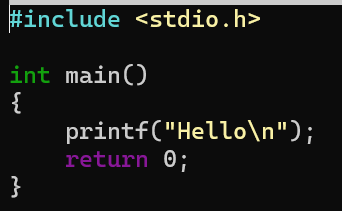 #include <stdio.h>

int main()
{
    printf("Hello\n");
    return 0;
}